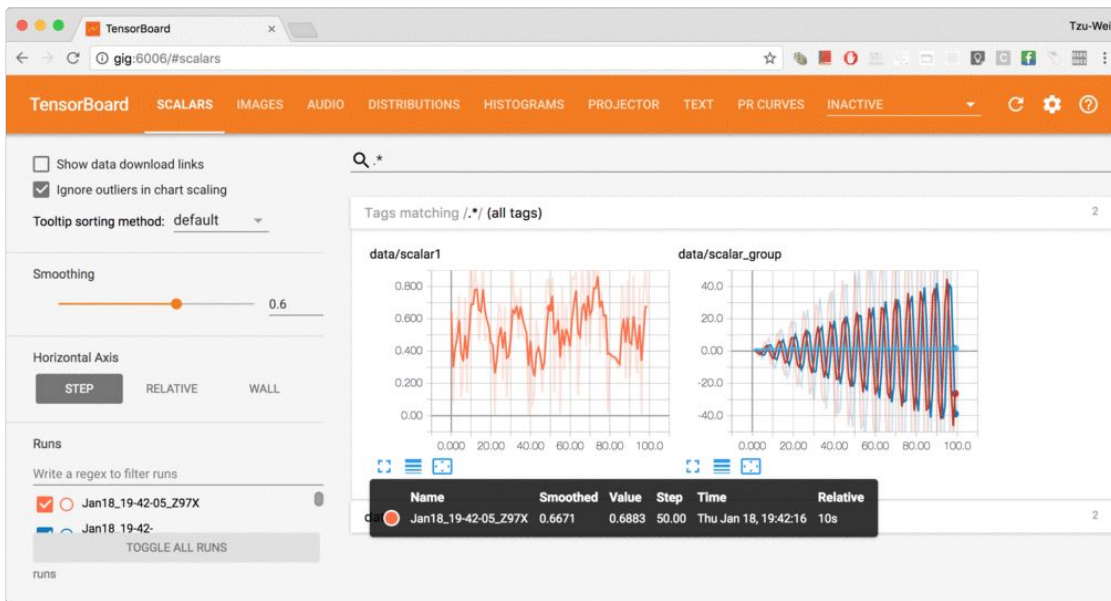 TensorBoard
Tzu-Wei
gig:6006/#scalars
TensorBoard SCALARS IMAGES AUDIO DISTRIBUTIONS HISTOGRAMS PROJECTOR TEXT PR CURVES INACTIVE
Show data download links
Ignore outliers in chart scaling
Tooltip sorting method: default
Smoothing
0.6
Horizontal Axis
STEP RELATIVE WALL
Runs
Write a regex to filter runs
Jan18_19-42-05_Z97X
Jan18_19-42-
TOGGLE ALL RUNS
runs
.*
Tags matching /.*/ (all tags) 2
data/scalar1
0.800
0.600
0.400
0.200
0.00
0.000 20.00 40.00 60.00 80.00 100.0
data/scalar_group
40.0
20.0
0.00
-20.0
-40.0
0.000 20.00 40.00 60.00 80.00 100.0
Name Smoothed Value Step Time Relative
Jan18_19-42-05_Z97X 0.6671 0.6883 50.00 Thu Jan 18, 19:42:16 10s
2